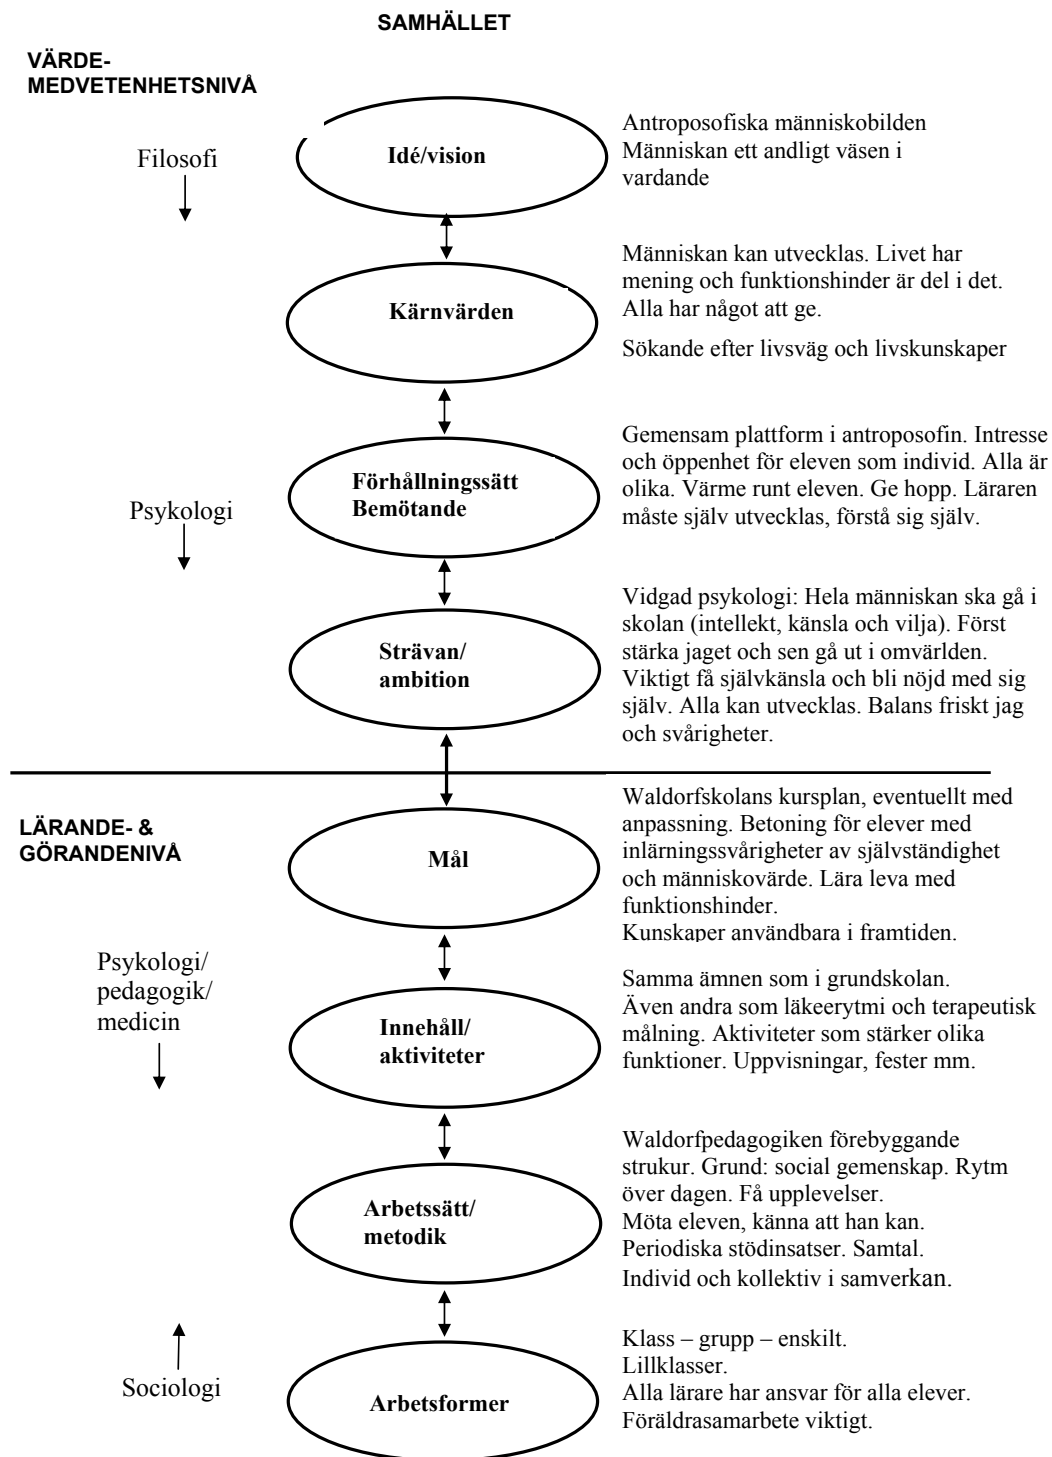 SAMHÄLLET
VÄRDE-
MEDVETENHETSNIVÅ
Filosofi
Idé/vision
Antroposofiska människobilden
Människan ett andligt väsen i
vardande
Kärnvärden
Människan kan utvecklas. Livet har
mening och funktionshinder är del i det.
Alla har något att ge.
Sökande efter livsväg och livskunskaper
Psykologi
Förhållningssätt
Bemötande
Gemensam plattform i antroposofin. Intresse
och öppenhet för eleven som individ. Alla är
olika. Värme runt eleven. Ge hopp. Läraren
måste själv utvecklas, förstå sig själv.
Strävan/
ambition
Vidgad psykologi: Hela människan ska gå i
skolan (intellekt, känsla och vilja). Först
stärka jaget och sen gå ut i omvärlden.
Viktigt få självkänsla och bli nöjd med sig
själv. Alla kan utvecklas. Balans friskt jag
och svårigheter.
LÄRANDE- &
GÖRANDENIVÅ
Mål
Waldorfskolans kursplan, eventuellt med
anpassning. Betoning för elever med
inlärningssvårigheter av självständighet
och människovärde. Lära leva med
funktionshinder.
Kunskaper användbara i framtiden.
Psykologi/
pedagogik/
medicin
Innehåll/
aktiviteter
Samma ämnen som i grundskolan.
Även andra som läkeerytmi och terapeutisk
målning. Aktiviteter som stärker olika
funktioner. Uppvisningar, fester mm.
Arbetssätt/
metodik
Waldorfpedagogiken förebyggande
strukur. Grund: social gemenskap. Rytm
över dagen. Få upplevelser.
Möta eleven, känna att han kan.
Periodiska stödinsatser. Samtal.
Individ och kollektiv i samverkan.
Sociologi
Arbetsformer
Klass – grupp – enskilt.
Lillklasser.
Alla lärare har ansvar för alla elever.
Föräldrasamarbete viktigt.